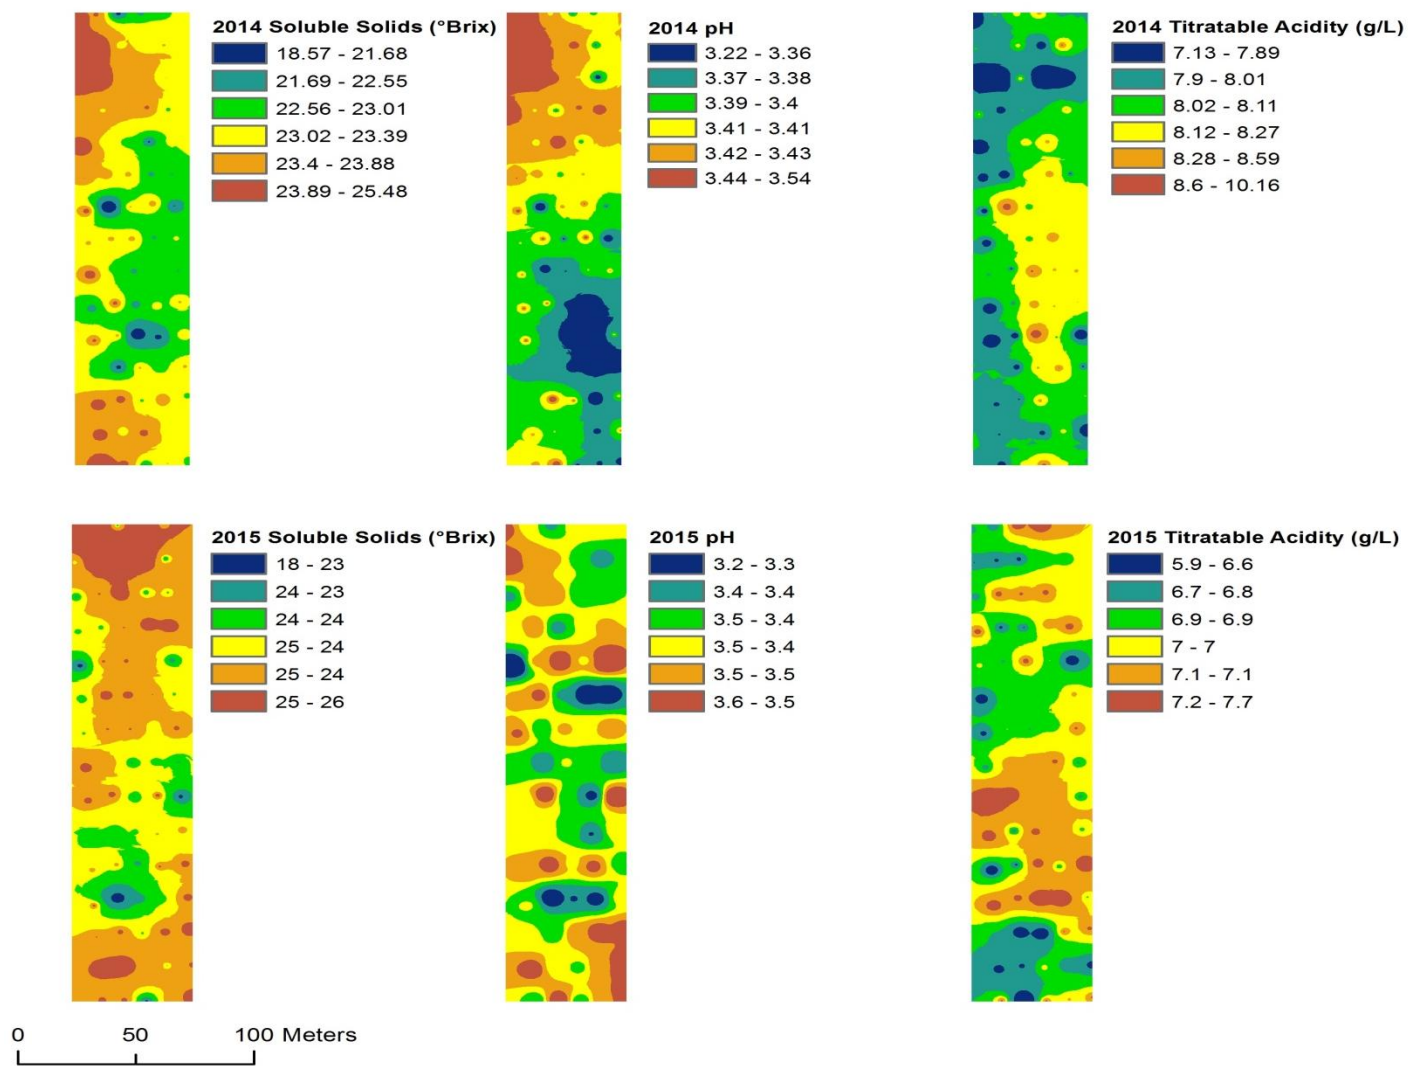 2014 Soluble Solids (°Brix)
18.57 - 21.68
21.69 - 22.55
22.56 - 23.01
23.02 - 23.39
23.4 - 23.88
23.89 - 25.48
2014 pH
3.22 - 3.36
3.37 - 3.38
3.39 - 3.4
3.41 - 3.41
3.42 - 3.43
3.44 - 3.54
2014 Titratable Acidity (g/L)
7.13 - 7.89
7.9 - 8.01
8.02 - 8.11
8.12 - 8.27
8.28 - 8.59
8.6 - 10.16
2015 Soluble Solids (°Brix)
18 - 23
24 - 23
24 - 24
25 - 24
25 - 24
25 - 26
2015 pH
3.2 - 3.3
3.4 - 3.4
3.5 - 3.4
3.5 - 3.4
3.5 - 3.5
3.6 - 3.5
2015 Titratable Acidity (g/L)
5.9 - 6.6
6.7 - 6.8
6.9 - 6.9
7 - 7
7.1 - 7.1
7.2 - 7.7
0 50 100 Meters